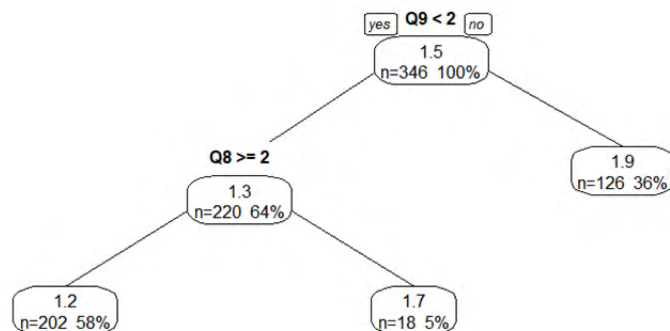 yes Q9 < 2 no
1.5
n=346 100%
Q8 >= 2
1.3
n=220 64%
1.9
n=126 36%
1.2
n=202 58%
1.7
n=18 5%